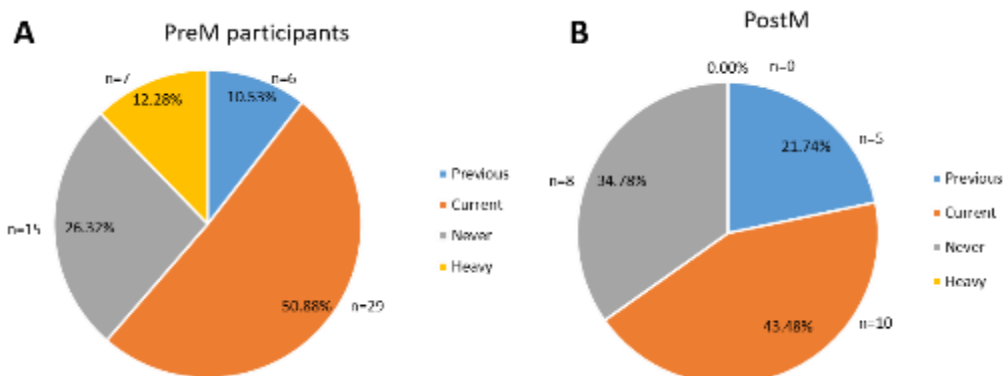 A
PreM participants
n=7
n=6
12.28%
10.53%
n=15
26.32%
50.88%
n=29
Previous
Current
Never
Heavy
B
PostM
0.00%
n=0
21.74%
n=5
n=8
34.78%
43.48%
n=10
Previous
Current
Never
Heavy